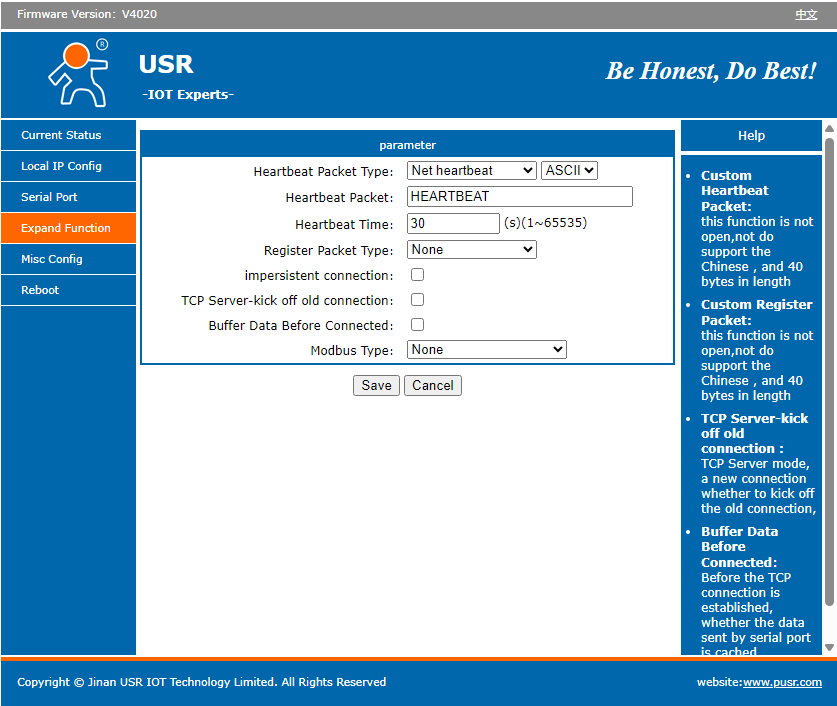 Firmware Version: V4020
中文
®
USR
-IOT Experts-
Be Honest, Do Best!
Current Status
Local IP Config
Serial Port
Expand Function
Misc Config
Reboot
parameter
Heartbeat Packet Type: Net heartbeat ASCII
Heartbeat Packet: HEARTBEAT
Heartbeat Time: 30 (s)(1~65535)
Register Packet Type: None
impersistent connection:
TCP Server-kick off old connection:
Buffer Data Before Connected:
Modbus Type: None
Save Cancel
Help
Custom
Heartbeat
Packet:
this function is not
open,not do
support the
Chinese , and 40
bytes in length
Custom Register
Packet:
this function is not
open,not do
support the
Chinese , and 40
bytes in length
TCP Server-kick
off old
connection :
TCP Server mode,
a new connection
whether to kick off
the old connection,
Buffer Data
Before
Connected:
Before the TCP
connection is
established,
whether the data
sent by serial port
is cached
Copyright © Jinan USR IOT Technology Limited. All Rights Reserved
website:www.pusr.com